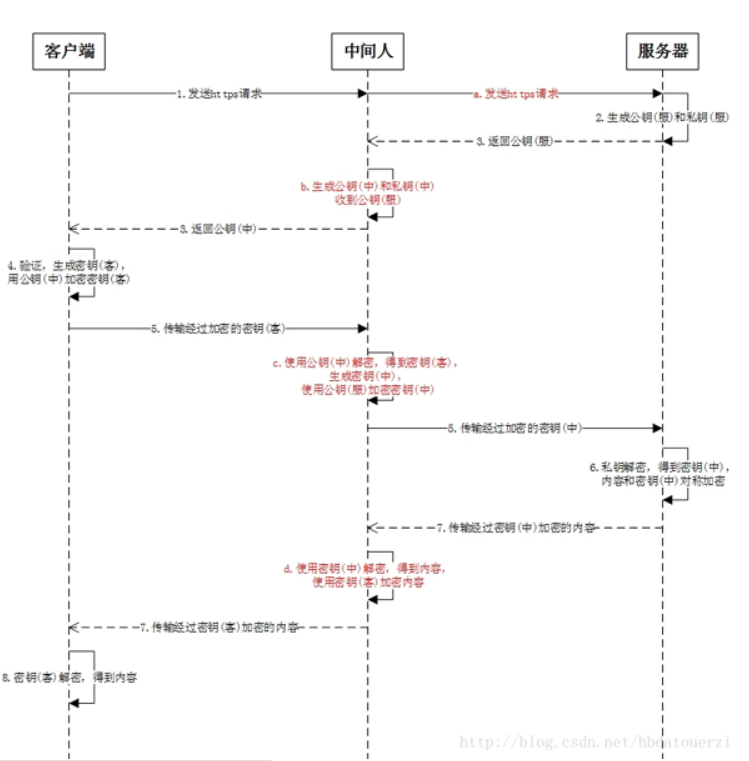 客户端
中间人
服务器
1.发送https请求
a.发送https请求
2.生成公钥(服)和私钥(服)
3.返回公钥(服)
b.生成公钥(中)和私钥(中)
收到公钥(服)
3.返回公钥(中)
4.验证，生成密钥(客)，
用公钥(中)加密密钥(客)
5.传输经过加密的密钥(客)
c.使用公钥(中)解密，得到密钥(客)，
生成密钥(中)，
使用公钥(服)加密密钥(中)
5.传输经过加密的密钥(中)
6.私钥解密，得到密钥(中)，
内容和密钥(中)对称加密
7.传输经过密钥(中)加密的内容
d.使用密钥(中)解密，得到内容，
使用密钥(客)加密内容
7.传输经过密钥(客)加密的内容
8.密钥(客)解密，得到内容
http://blog.csdn.net/hbdatouerzi